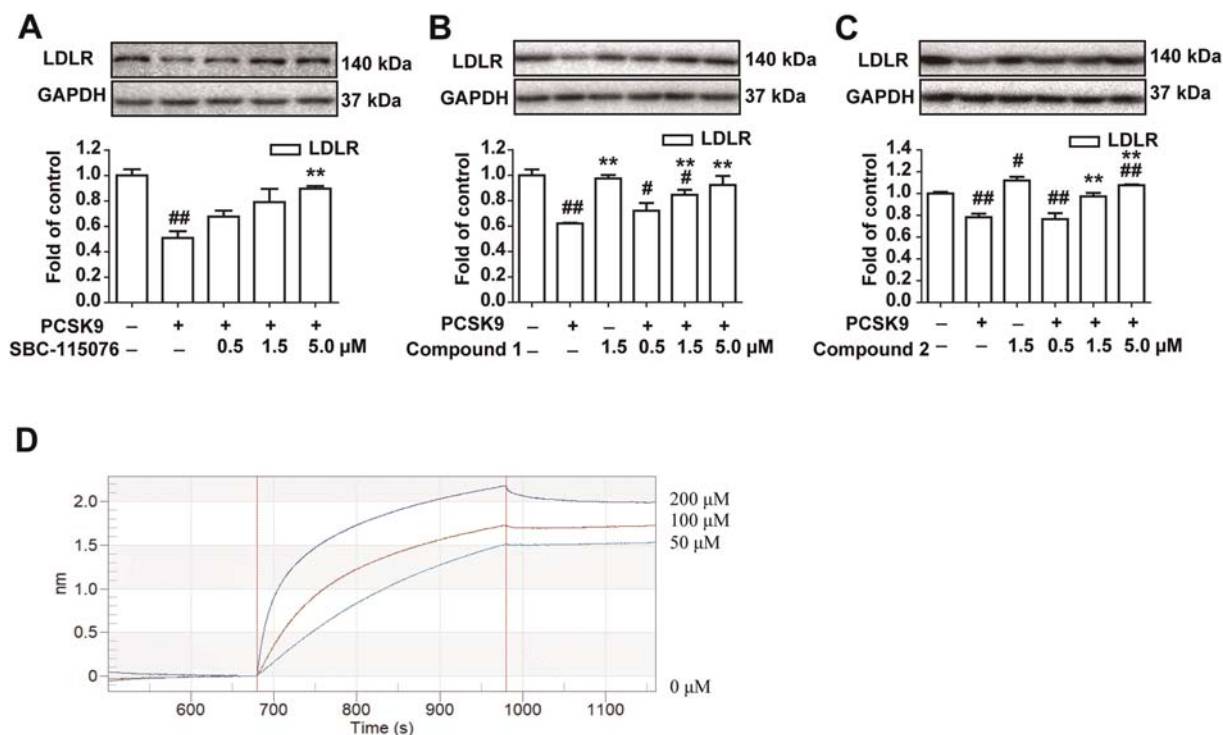 A
LDLR
140 kDa
GAPDH
37 kDa
LDLR
Fold of control
1.2
1.0
0.8
0.6
0.4
0.2
0.0
##
**
PCSK9 – + + + +
SBC-115076 – – 0.5 1.5 5.0 μM
B
LDLR
140 kDa
GAPDH
37 kDa
LDLR
Fold of control
1.2
1.0
0.8
0.6
0.4
0.2
0.0
##
**
#
**
#
**
PCSK9 – + – + + +
Compound 1 – – 1.5 0.5 1.5 5.0 μM
C
LDLR
140 kDa
GAPDH
37 kDa
LDLR
Fold of control
1.4
1.2
1.0
0.8
0.6
0.4
0.2
0.0
##
#
##
**
**
##
PCSK9 – + – + + +
Compound 2 – – 1.5 0.5 1.5 5.0 μM
D
nm
2.0
1.5
1.0
0.5
0
200 μM
100 μM
50 μM
0 μM
600 700 800 900 1000 1100
Time (s)